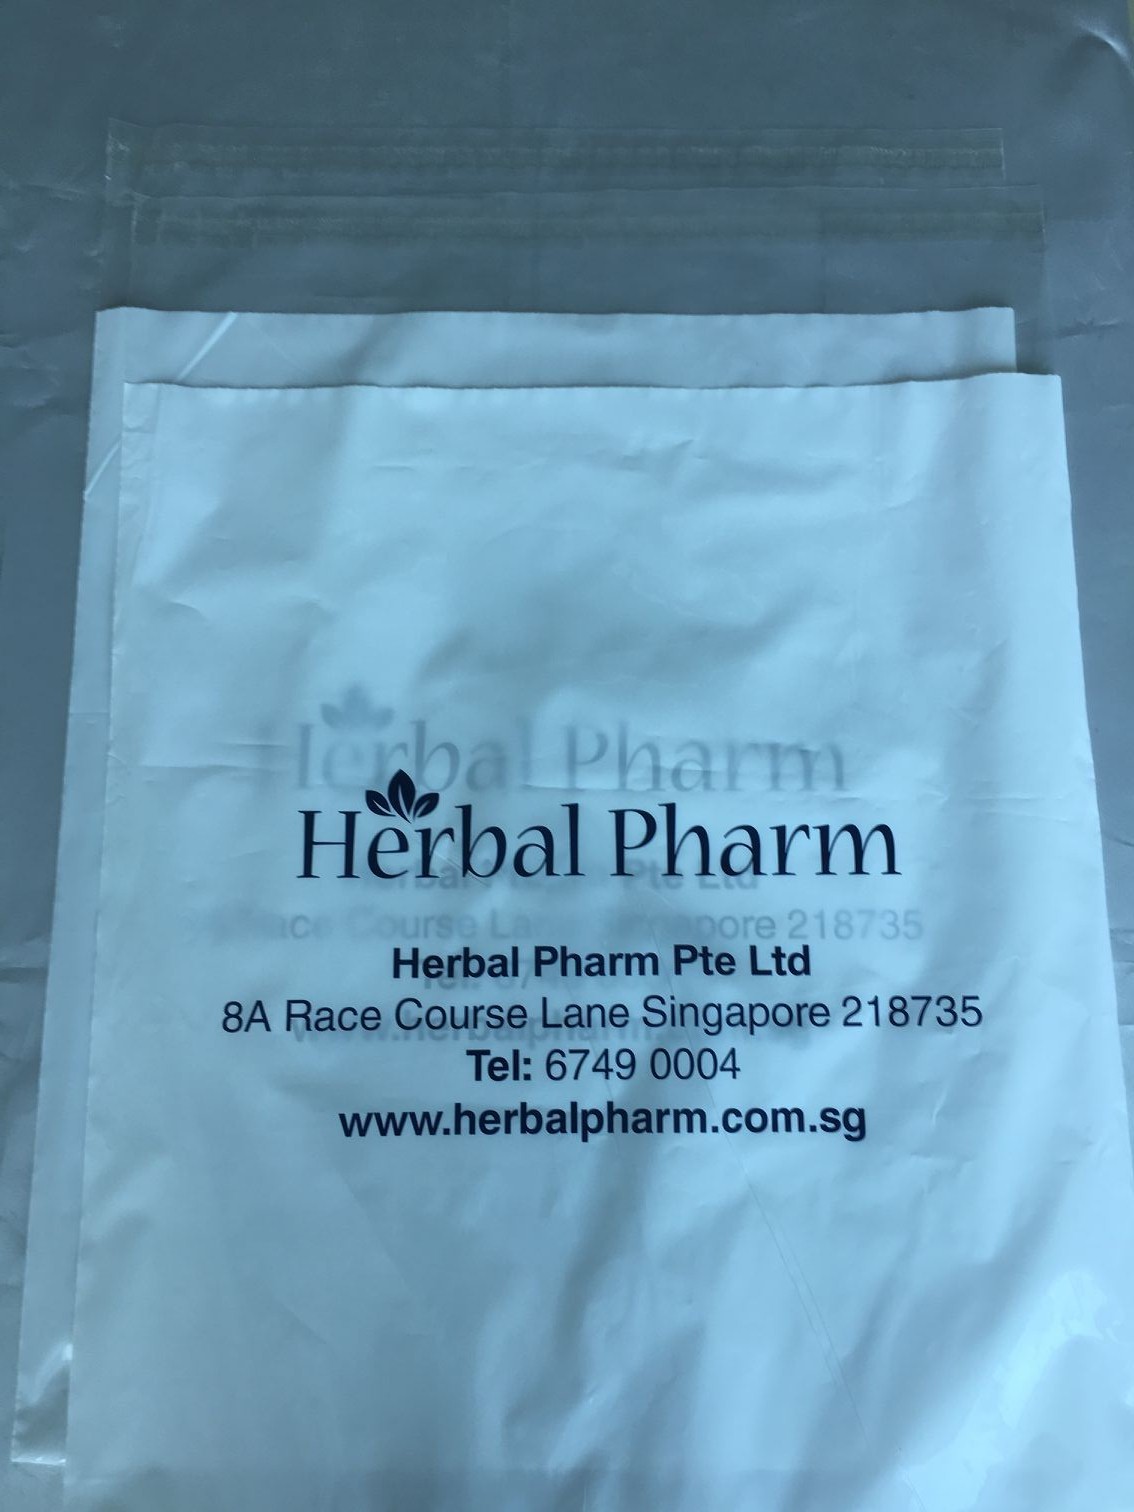 Herbal Pharm
Herbal Pharm Pte Ltd
8A Race Course Lane Singapore 218735
Tel: 6749 0004
www.herbalpharm.com.sg